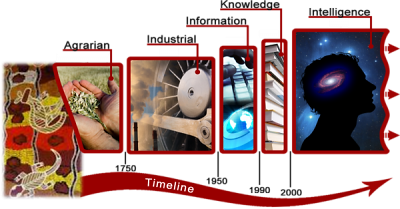 Knowledge
Information
Intelligence
Industrial
Agrarian
1750
1950
1990
2000
Timeline